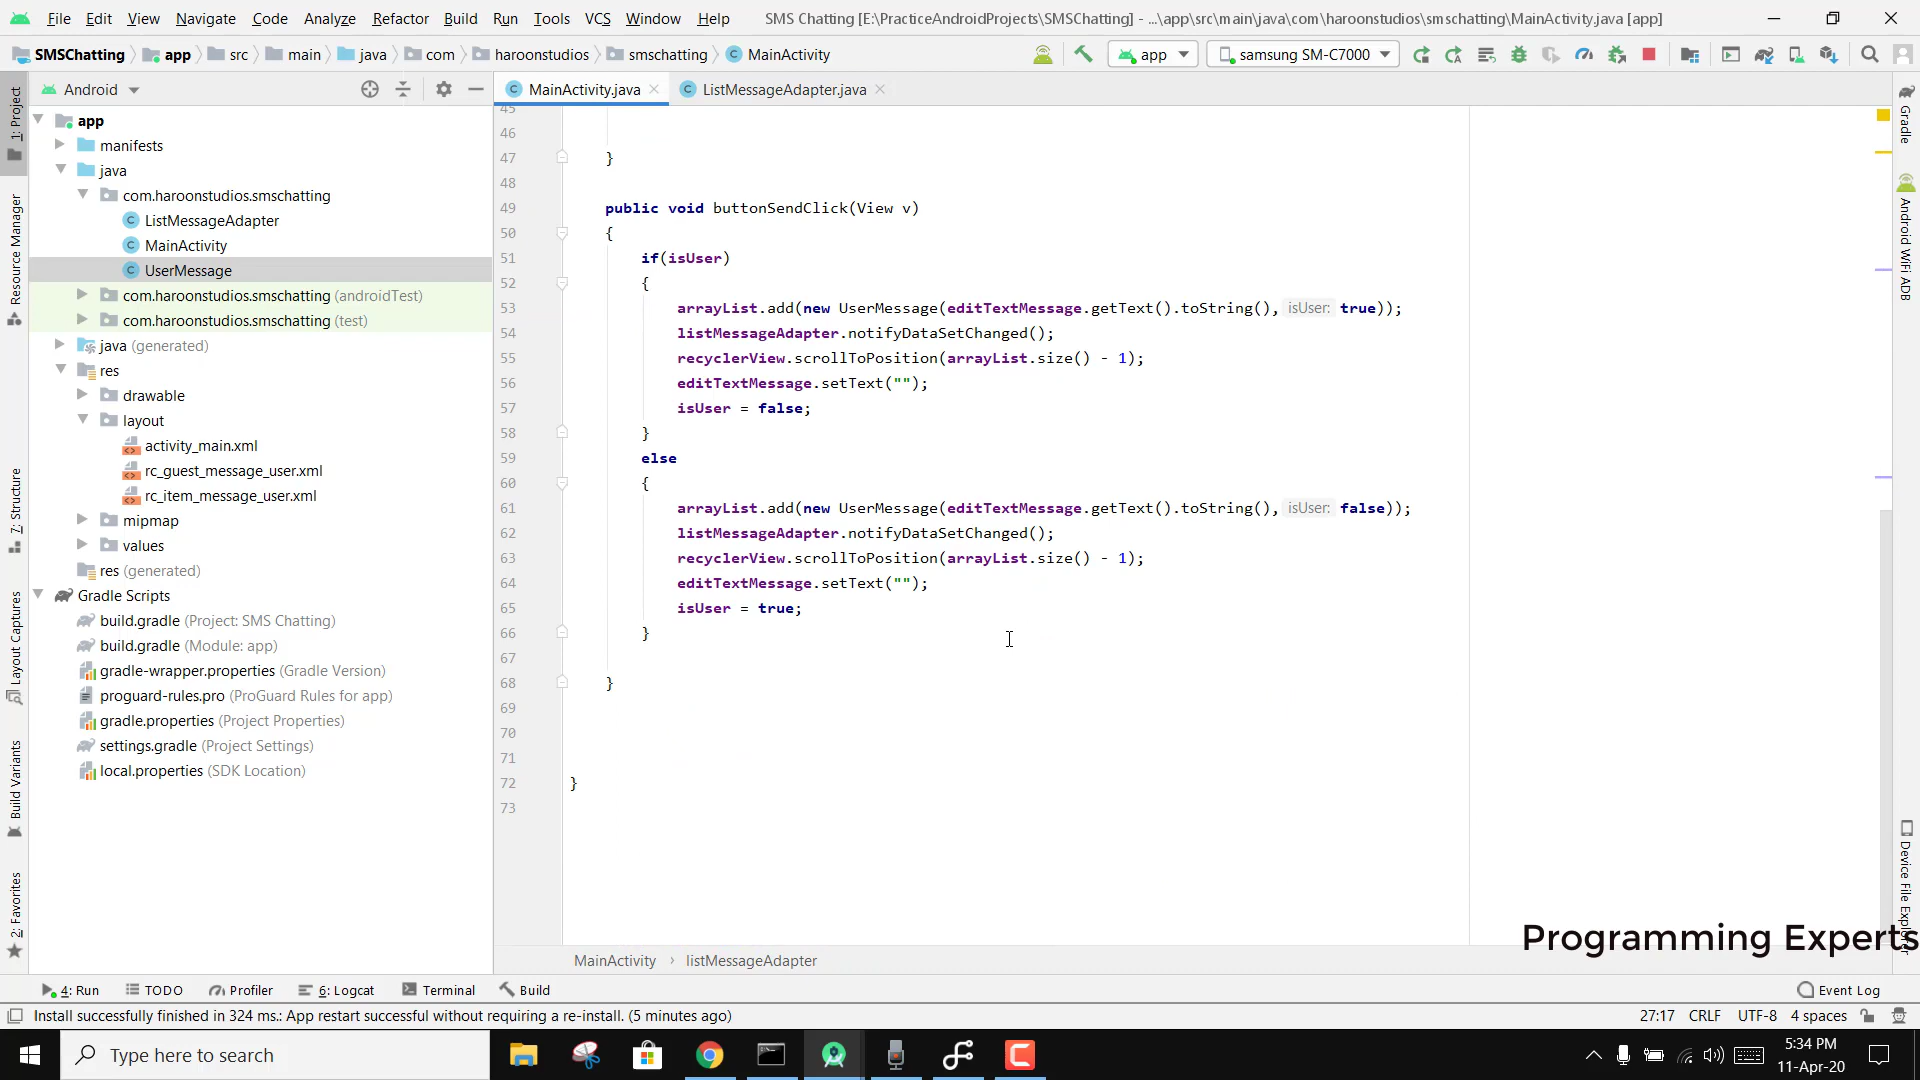 File Edit View Navigate Code Analyze Refactor Build Run Tools VCS Window Help SMS Chatting [E:\PracticeAndroidProjects\SMSChatting] - ...\app\src\main\java\com\haroonstudios\smschatting\MainActivity.java [app]
SMSChatting app src main java com haroonstudios smschatting MainActivity app samsung SM-C7000
Android MainActivity.java ListMessageAdapter.java
1: Project
Resource Manager
7: Structure
Layout Captures
Build Variants
2: Favorites
app
manifests
java
com.haroonstudios.smschatting
ListMessageAdapter
MainActivity
UserMessage
com.haroonstudios.smschatting (androidTest)
com.haroonstudios.smschatting (test)
java (generated)
res
drawable
layout
activity_main.xml
rc_guest_message_user.xml
rc_item_message_user.xml
mipmap
values
res (generated)
Gradle Scripts
build.gradle (Project: SMS Chatting)
build.gradle (Module: app)
gradle-wrapper.properties (Gradle Version)
proguard-rules.pro (ProGuard Rules for app)
gradle.properties (Project Properties)
settings.gradle (Project Settings)
local.properties (SDK Location)
45
46
47 }
48
49 public void buttonSendClick(View v)
50 {
51 if(isUser)
52 {
53 arrayList.add(new UserMessage(editTextMessage.getText().toString(), isUser: true));
54 listMessageAdapter.notifyDataSetChanged();
55 recyclerView.scrollToPosition(arrayList.size() - 1);
56 editTextMessage.setText("");
57 isUser = false;
58 }
59 else
60 {
61 arrayList.add(new UserMessage(editTextMessage.getText().toString(), isUser: false));
62 listMessageAdapter.notifyDataSetChanged();
63 recyclerView.scrollToPosition(arrayList.size() - 1);
64 editTextMessage.setText("");
65 isUser = true;
66 }
67
68 }
69
70
71
72 }
73
Gradle
Android WiFi ADB
Device File Explorer
Programming Experts
MainActivity › listMessageAdapter
4: Run TODO Profiler 6: Logcat Terminal Build Event Log
Install successfully finished in 324 ms.: App restart successful without requiring a re-install. (5 minutes ago) 27:17 CRLF UTF-8 4 spaces
Type here to search
5:34 PM
11-Apr-20